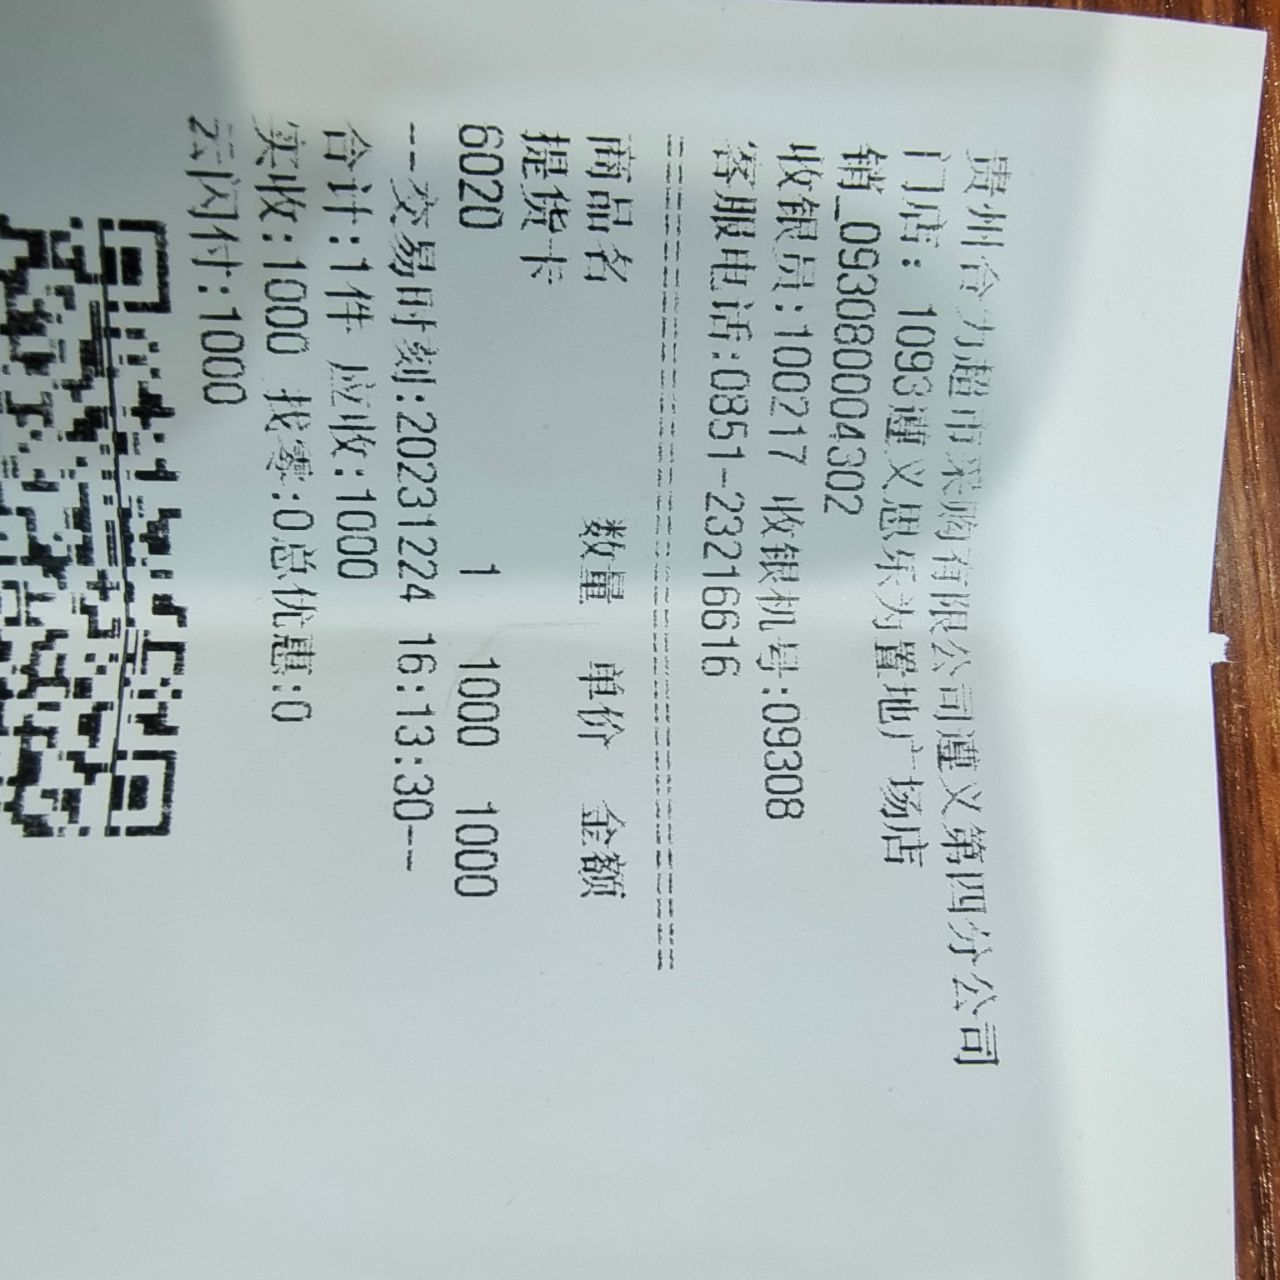 贵州合力超市采购有限公司遵义第四分公司
门店: 1093遵义思乐为置地广场店
销_093080004302
收银员:100217 收银机号:09308
客服电话:0851-23216616
================================
商品名 数量 单价 金额
提货卡
6020 1 1000 1000
--交易时刻:20231224 16:13:30--
合计:1件 应收:1000
实收:1000 找零:0总优惠:0
云闪付:1000